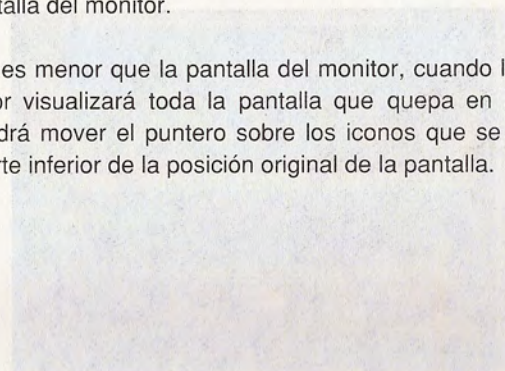 talla del monitor.
es menor que la pantalla del monitor, cuando l
or visualizará toda la pantalla que quepa en
drá mover el puntero sobre los iconos que se
rte inferior de la posición original de la pantalla.